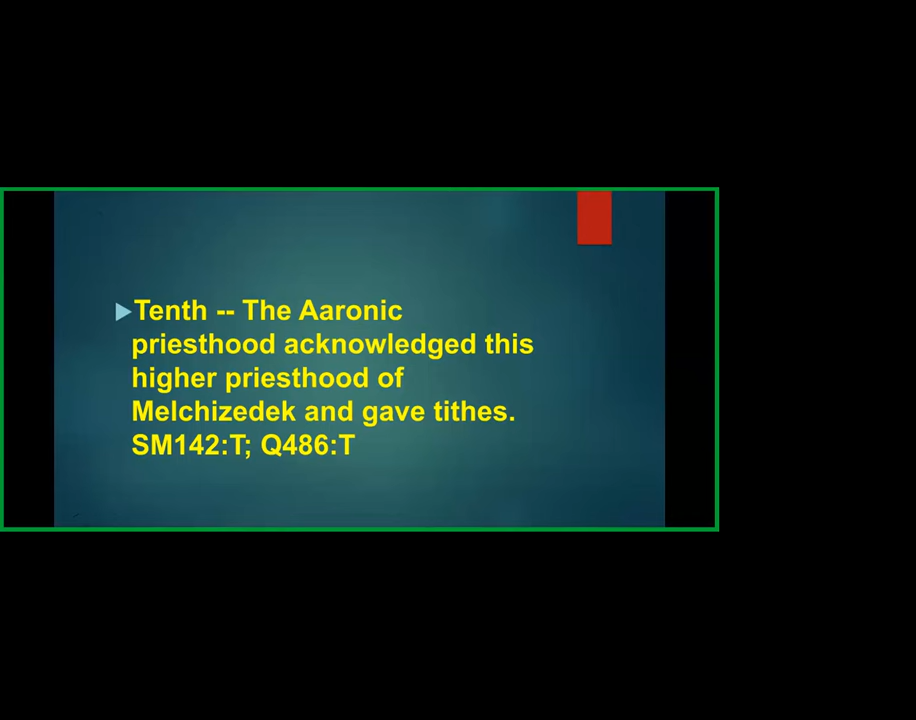 Tenth -- The Aaronic
priesthood acknowledged this
higher priesthood of
Melchizedek and gave tithes.
SM142:T; Q486:T